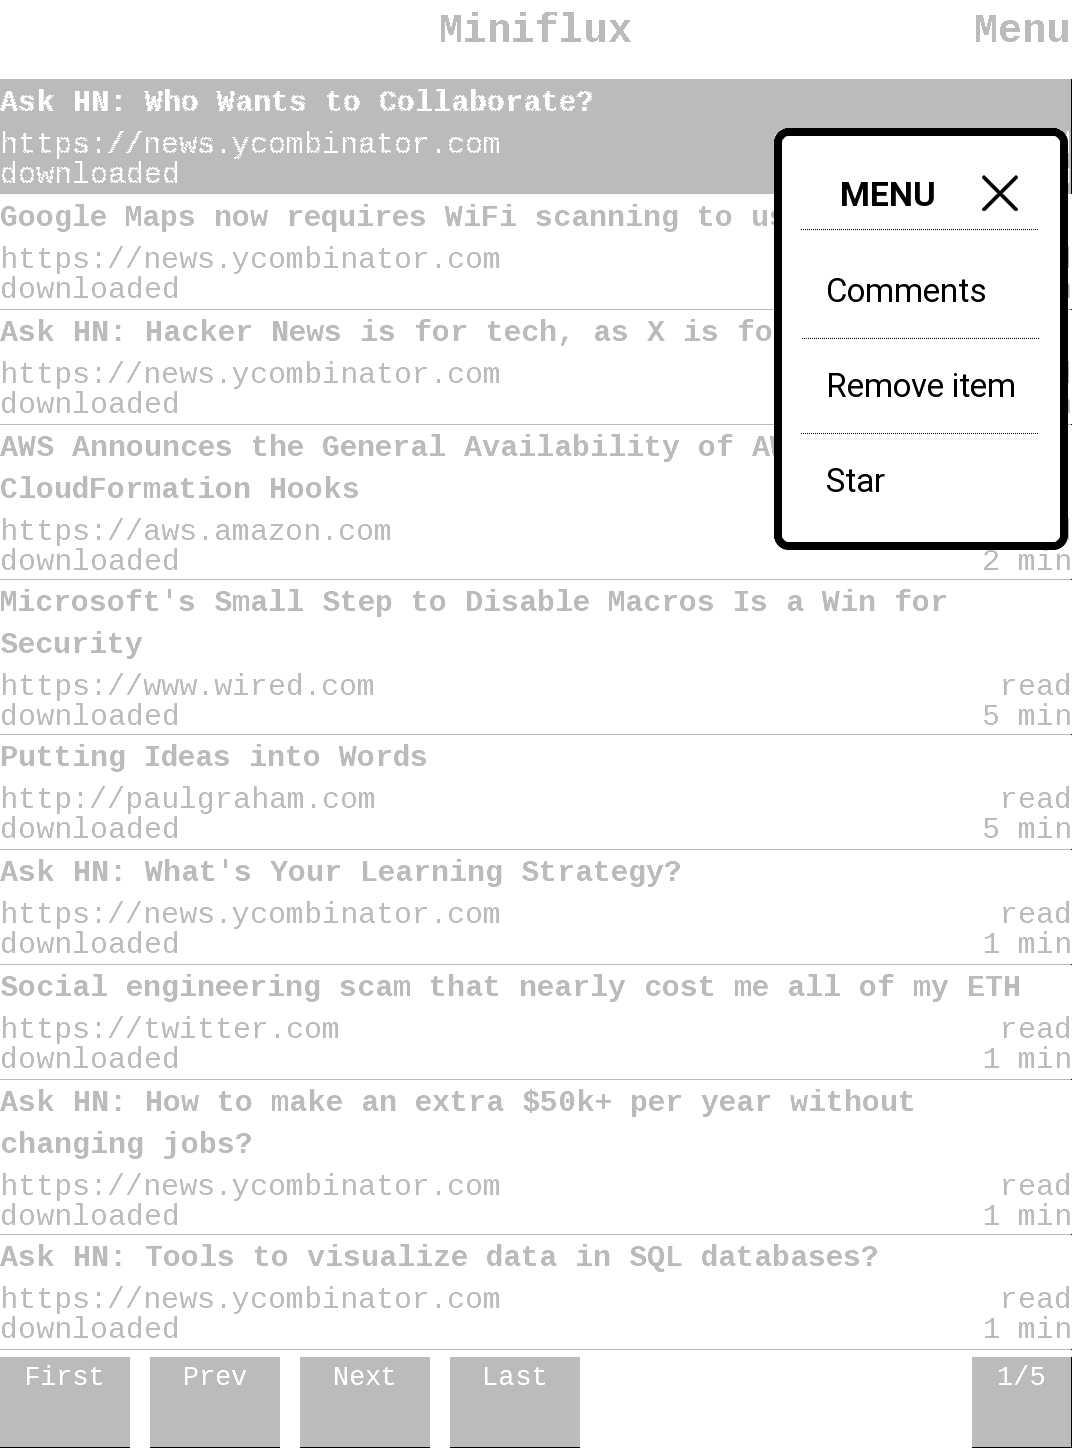 Miniflux Menu
Ask HN: Who Wants to Collaborate?
https://news.ycombinator.com
downloaded
Google Maps now requires WiFi scanning to
https://news.ycombinator.com
downloaded
Ask HN: Hacker News is for tech, as X is
https://news.ycombinator.com
downloaded
AWS Announces the General Availability of
CloudFormation Hooks
https://aws.amazon.com
downloaded 2 min
Microsoft's Small Step to Disable Macros Is a Win for
Security
https://www.wired.com read
downloaded 5 min
Putting Ideas into Words
http://paulgraham.com read
downloaded 5 min
Ask HN: What's Your Learning Strategy?
https://news.ycombinator.com read
downloaded 1 min
Social engineering scam that nearly cost me all of my ETH
https://twitter.com read
downloaded 1 min
Ask HN: How to make an extra $50k+ per year without
changing jobs?
https://news.ycombinator.com read
downloaded 1 min
Ask HN: Tools to visualize data in SQL databases?
https://news.ycombinator.com read
downloaded 1 min
First Prev Next Last 1/5
MENU
Comments
Remove item
Star